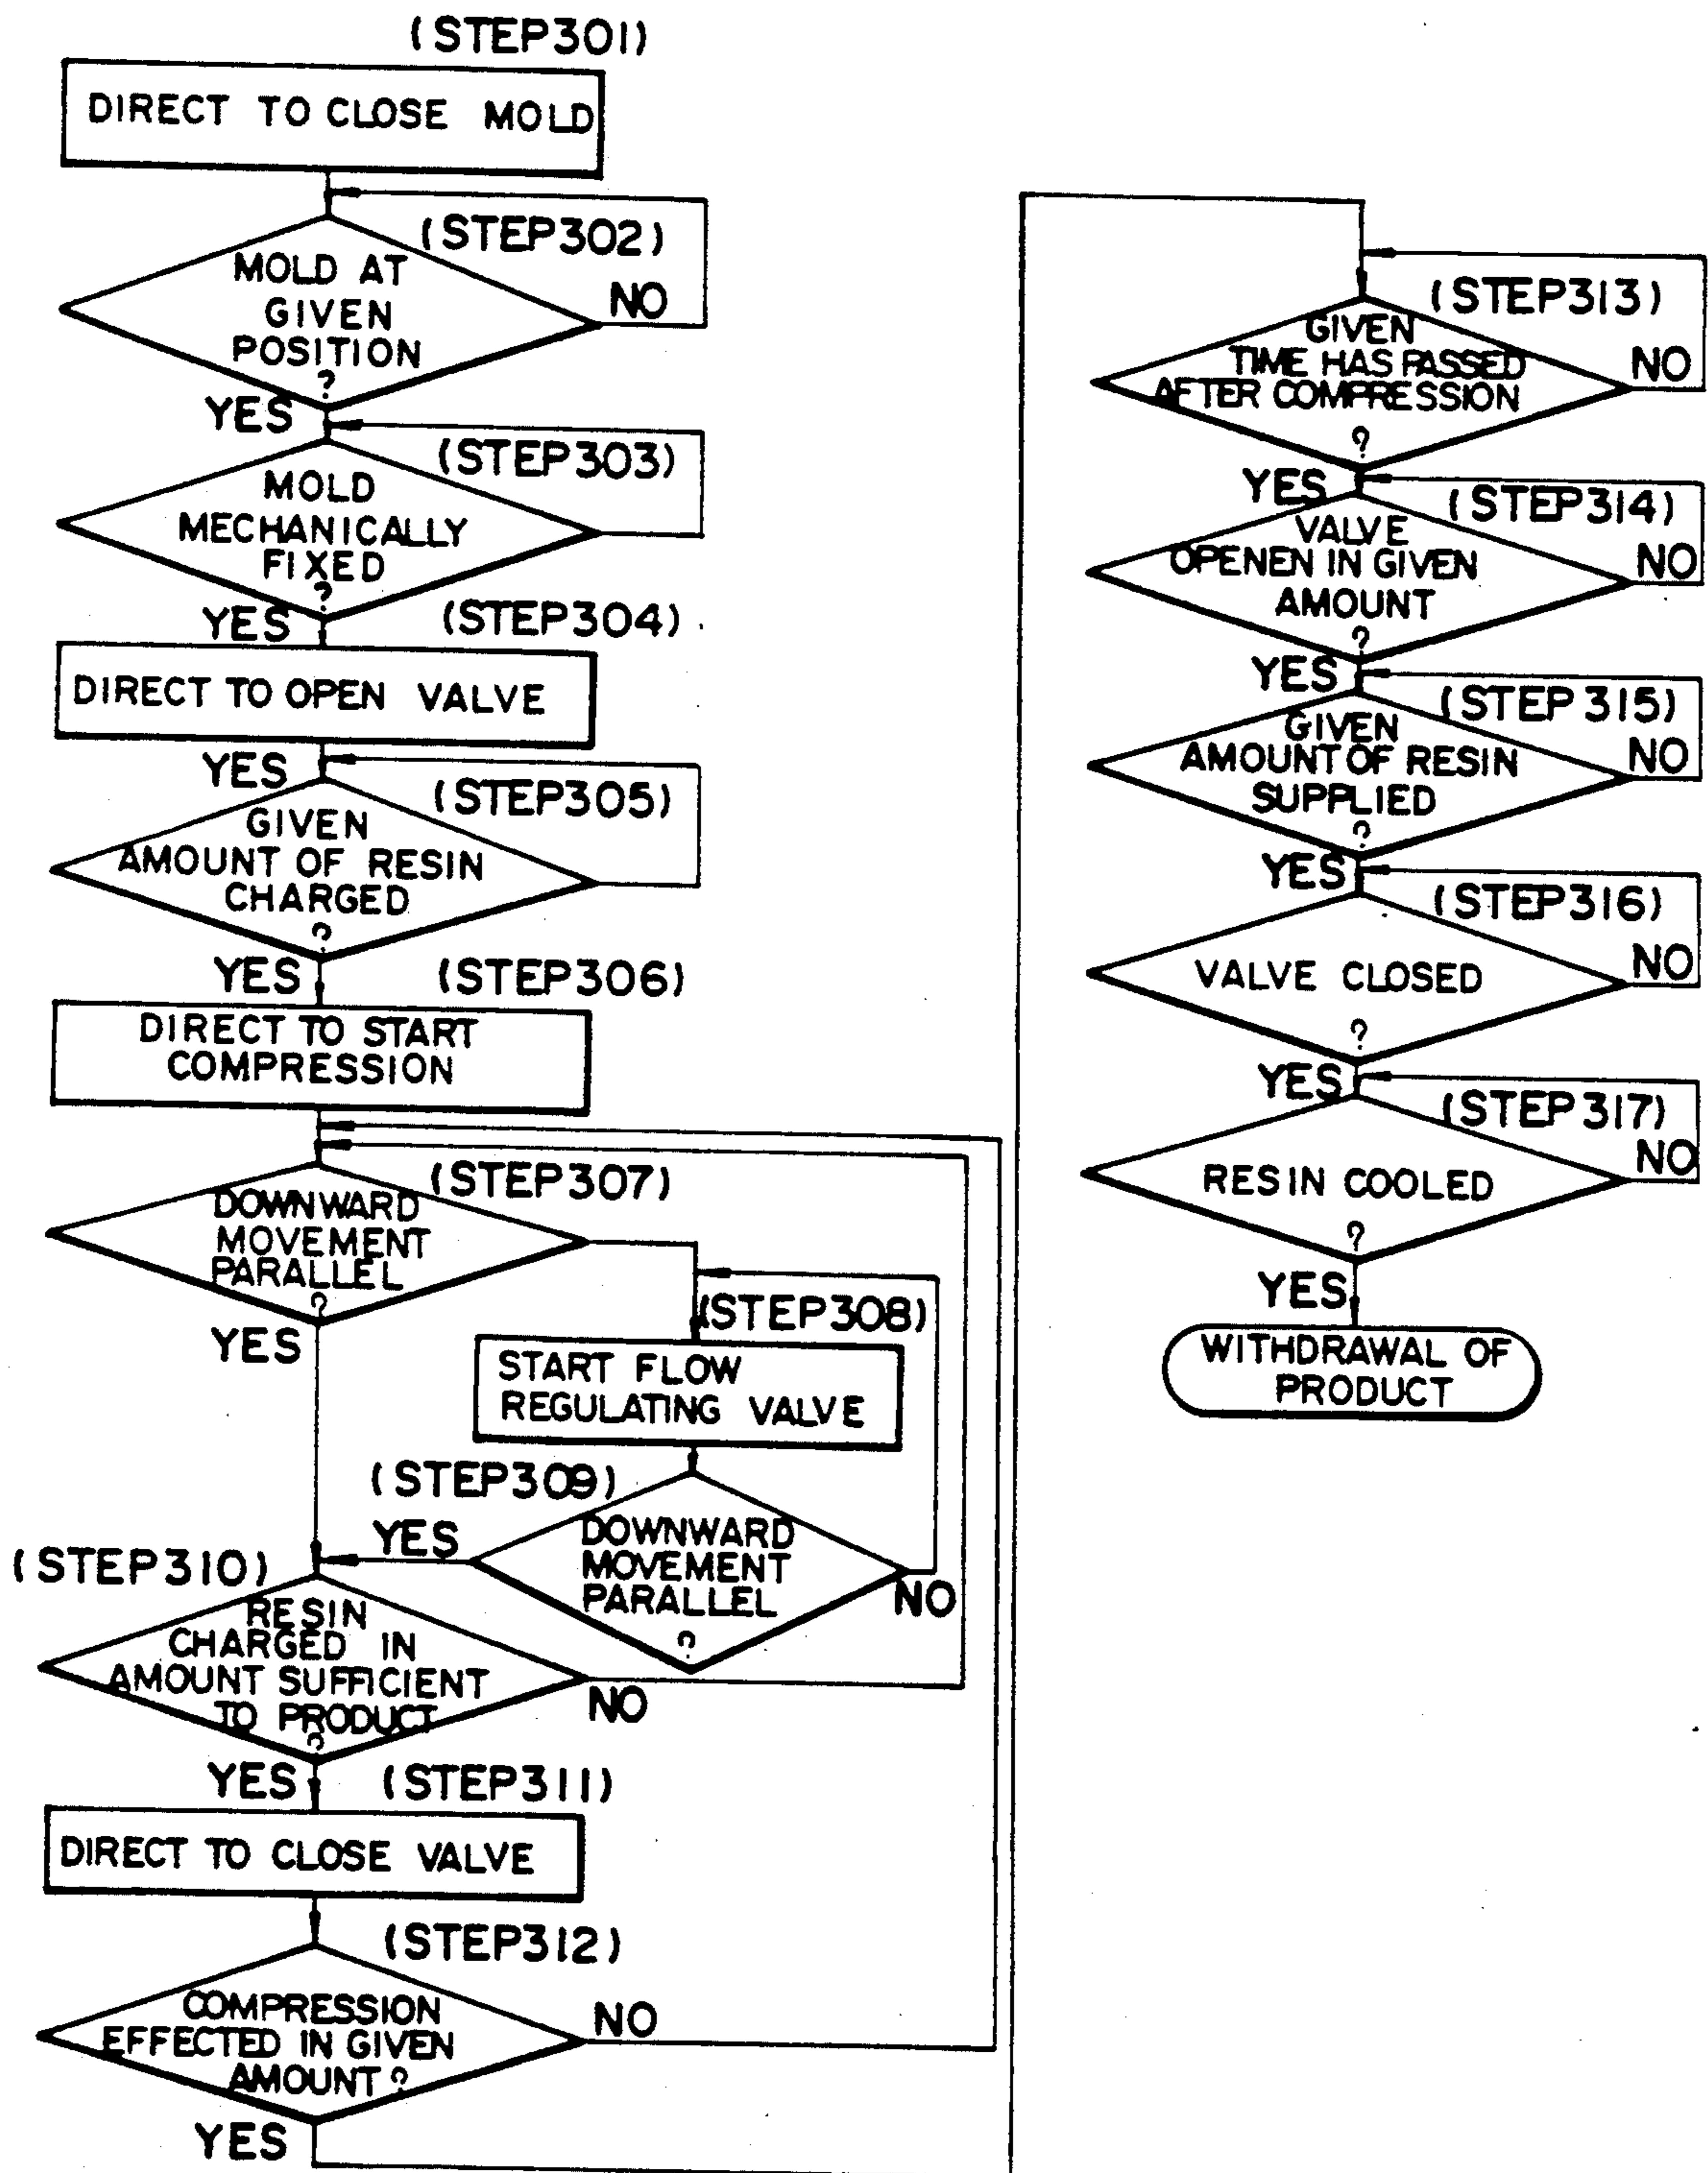 (STEP301)
DIRECT TO CLOSE MOLD
(STEP302)
MOLD AT
GIVEN
POSITION
?
NO
YES
(STEP303)
MOLD
MECHANICALLY
FIXED
?
YES
(STEP304)
DIRECT TO OPEN VALVE
YES
(STEP305)
GIVEN
AMOUNT OF RESIN
CHARGED
?
YES
(STEP306)
DIRECT TO START
COMPRESSION
(STEP307)
DOWNWARD
MOVEMENT
PARALLEL
?
YES
(STEP308)
START FLOW
REGULATING VALVE
(STEP309)
DOWNWARD
MOVEMENT
PARALLEL
?
YES
NO
(STEP310)
RESIN
CHARGED IN
AMOUNT SUFFICIENT
TO PRODUCT
?
NO
YES
(STEP311)
DIRECT TO CLOSE VALVE
(STEP312)
COMPRESSION
EFFECTED IN GIVEN
AMOUNT ?
NO
YES
(STEP313)
GIVEN
TIME HAS PASSED
AFTER COMPRESSION
?
NO
YES
(STEP314)
VALVE
OPENEN IN GIVEN
AMOUNT
?
NO
YES
(STEP315)
GIVEN
AMOUNT OF RESIN
SUPPLIED
?
NO
YES
(STEP316)
VALVE CLOSED
?
NO
YES
(STEP317)
RESIN COOLED
?
NO
YES
WITHDRAWAL OF
PRODUCT